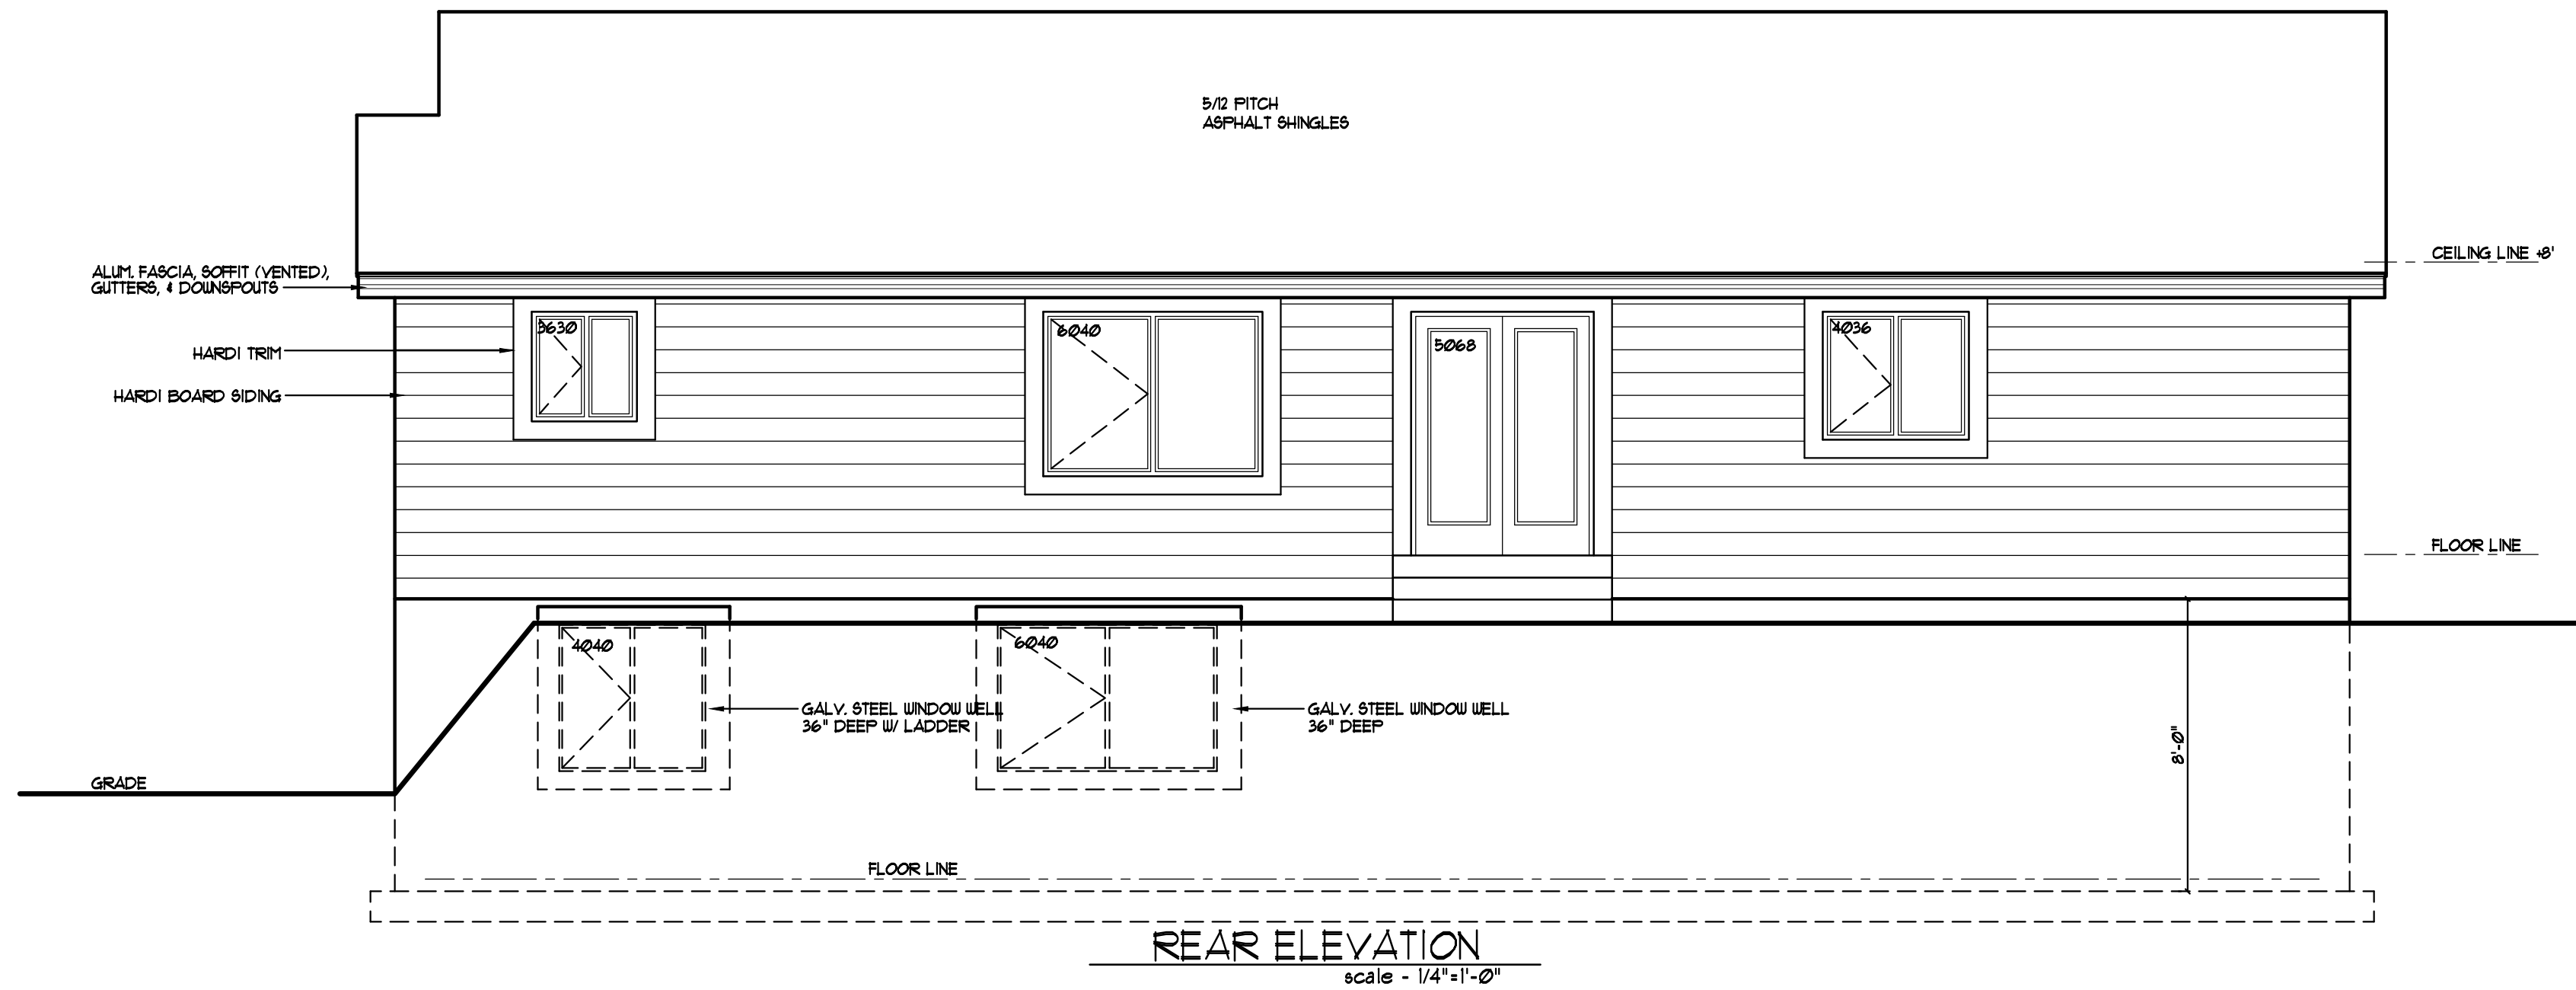 5/12 PITCH
ASPHALT SHINGLES
CEILING LINE +8'
ALUM. FASCIA, SOFFIT (VENTED),
GUTTERS, & DOWNSPOUTS
3630
6040
5068
4036
HARDI TRIM
HARDI BOARD SIDING
FLOOR LINE
4040
6040
GALV. STEEL WINDOW WELL
36" DEEP W/ LADDER
GALV. STEEL WINDOW WELL
36" DEEP
8'-0"
GRADE
FLOOR LINE
REAR ELEVATION
scale - 1/4"=1'-0"